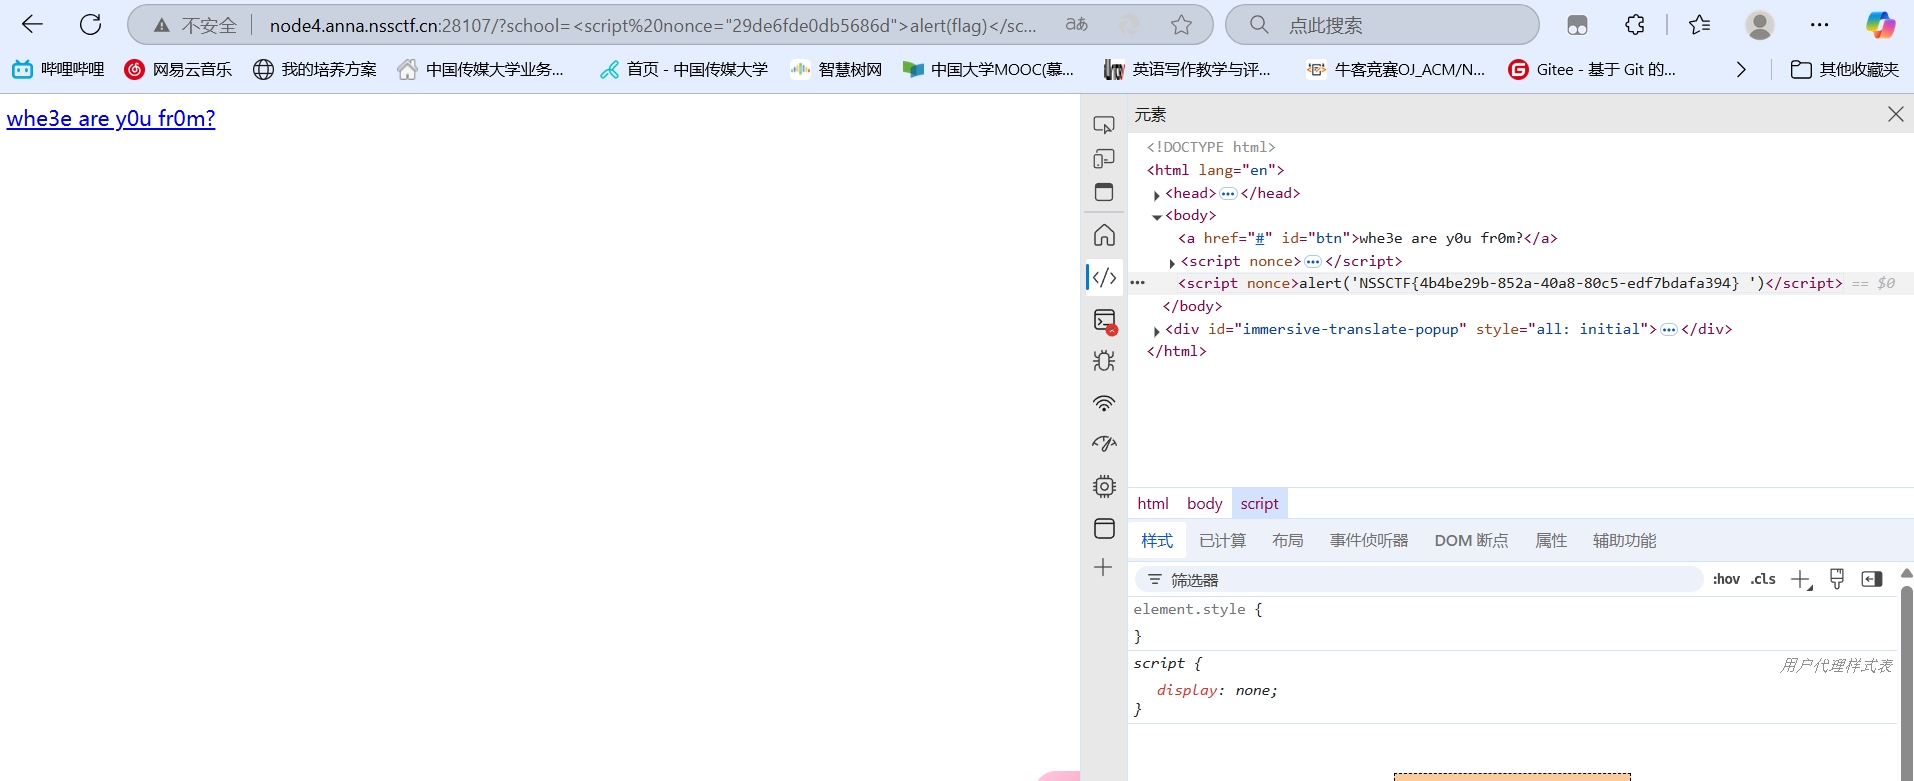 不安全 node4.anna.nssctf.cn:28107/?school=<script%20nonce="29de6fde0db5686d">alert(flag)</sc... aあ 点此搜索
哔哩哔哩 网易云音乐 我的培养方案 中国传媒大学业务... 首页 - 中国传媒大学 智慧树网 中国大学MOOC(慕... 英语写作教学与评... 牛客竞赛OJ_ACM/N... Gitee - 基于 Git 的... 其他收藏夹
whe3e are y0u fr0m?
元素
<!DOCTYPE html>
<html lang="en">
<head>…</head>
<body>
<a href="#" id="btn">whe3e are y0u fr0m?</a>
<script nonce>…</script>
<script nonce>alert('NSSCTF{4b4be29b-852a-40a8-80c5-edf7bdafa394} ')</script> == $0
</body>
<div id="immersive-translate-popup" style="all: initial">…</div>
</html>
html body script
样式 已计算 布局 事件侦听器 DOM 断点 属性 辅助功能
筛选器 :hov .cls
element.style {
}
script { 用户代理样式表
display: none;
}